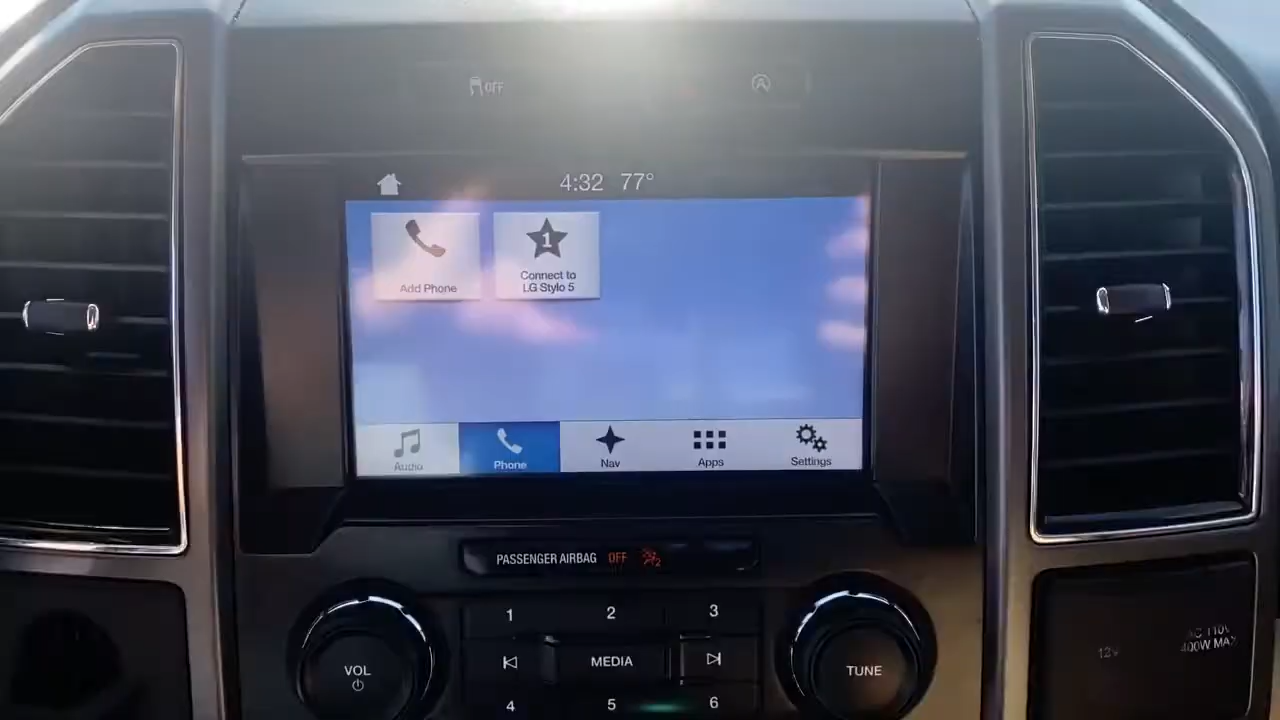 OFF
4:32 77°
Add Phone
1
Connect to
LG Stylo 5
Audio
Phone
Nav
Apps
Settings
PASSENGER AIRBAG OFF
1
2
3
VOL
MEDIA
TUNE
4
5
6
12V
AC 110V
400W MAX